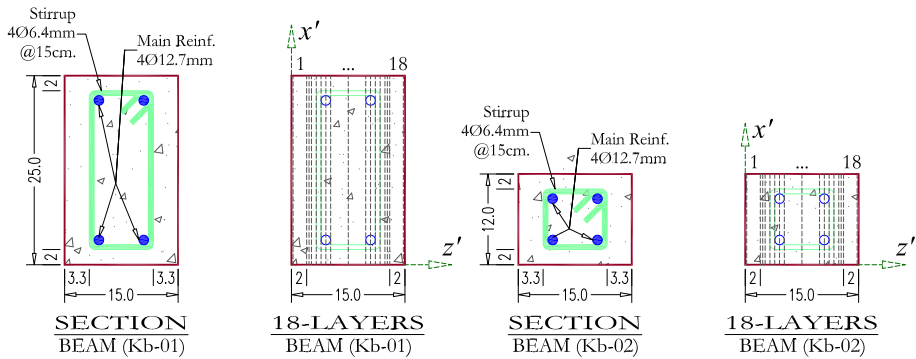 Stirrup
4Ø6.4mm
@15cm.
Main Reinf.
4Ø12.7mm
2
25.0
2
3.3
3.3
15.0
SECTION
BEAM (Kb-01)
x'
1 ... 18
z'
2
2
15.0
18-LAYERS
BEAM (Kb-01)
Stirrup
4Ø6.4mm
@15cm.
Main Reinf.
4Ø12.7mm
2
12.0
2
3.3
3.3
15.0
SECTION
BEAM (Kb-02)
x'
1 ... 18
z'
2
2
15.0
18-LAYERS
BEAM (Kb-02)